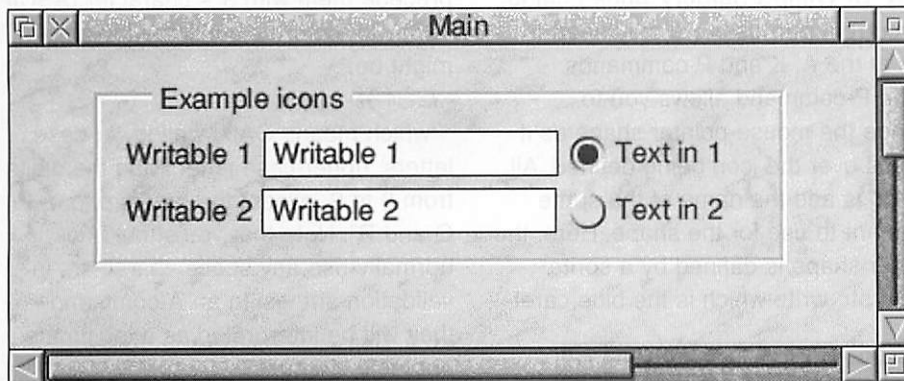 Main
Example icons
Writable 1 Writable 1 Text in 1
Writable 2 Writable 2 Text in 2